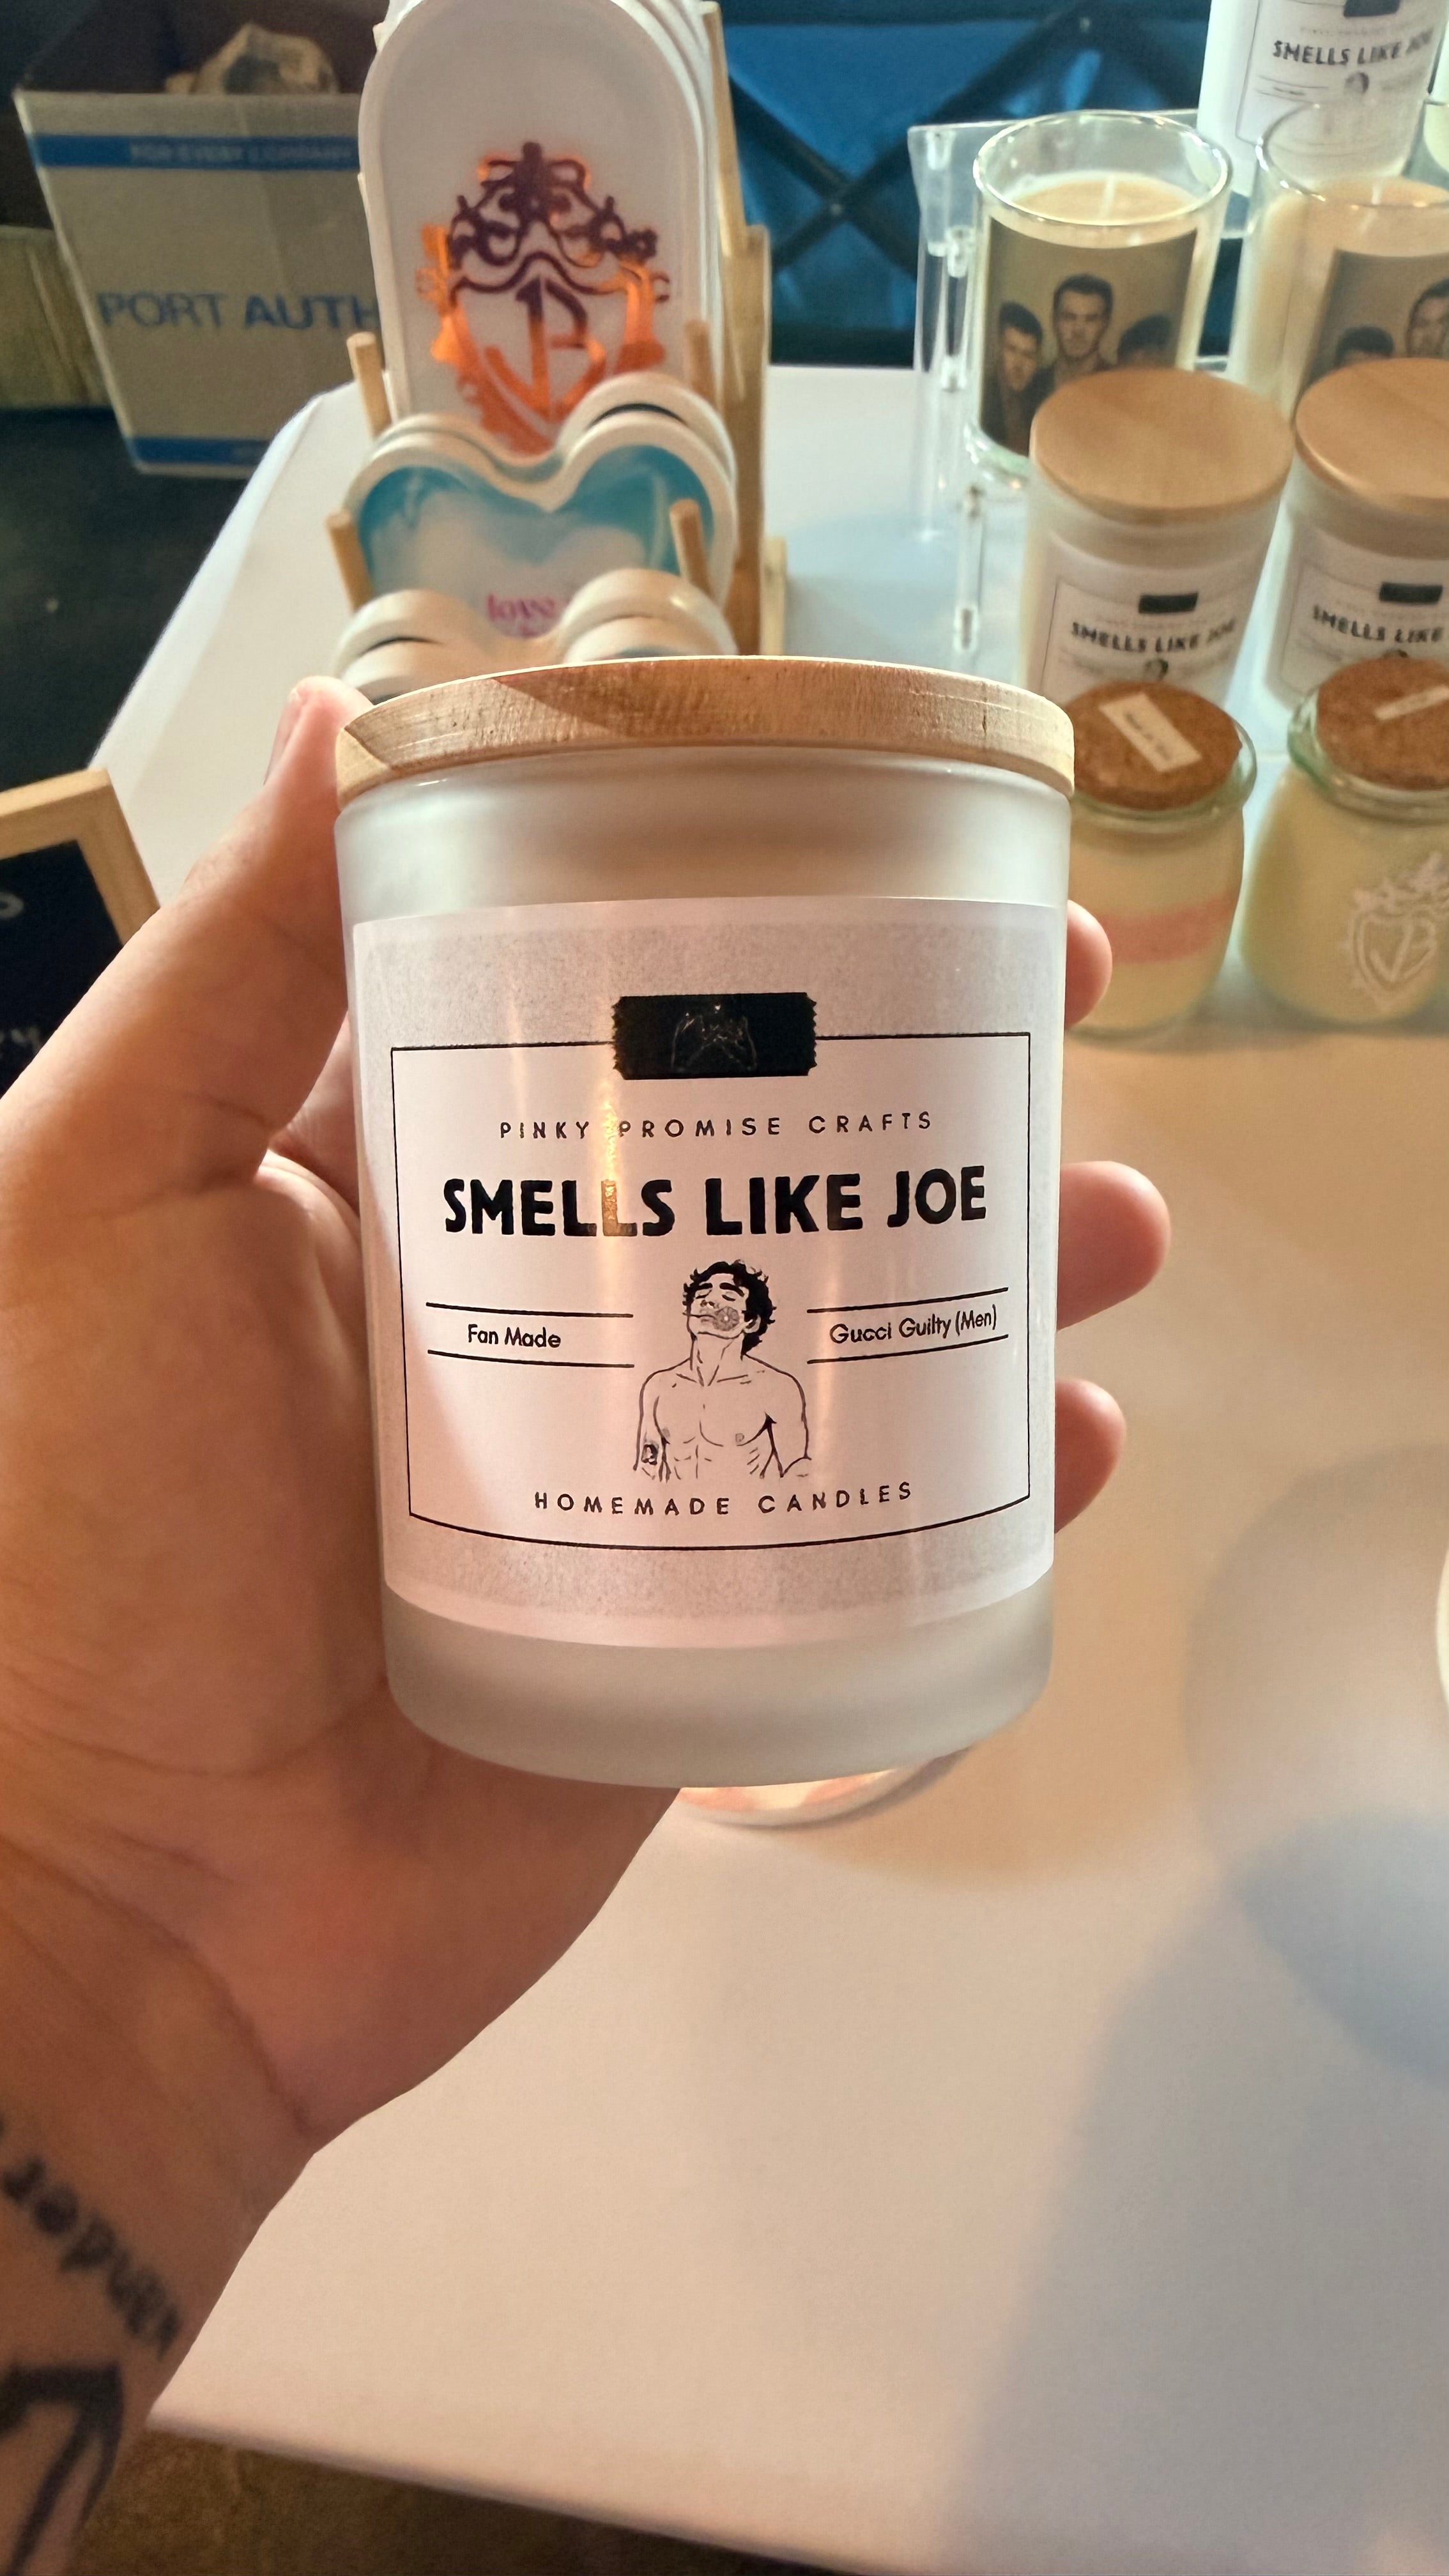 SMELLS LIKE JOE
PORT AUTH
love
SMELLS LIKE JOE
SMELLS LIKE
PINKY PROMISE CRAFTS
SMELLS LIKE JOE
Fan Made
Gucci Guilty (Men)
HOMEMADE CANDLES